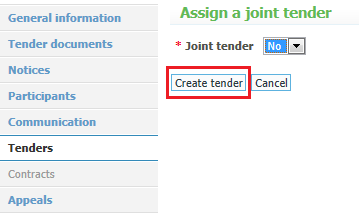 General information
Tender documents
Notices
Participants
Communication
Tenders
Contracts
Appeals
Assign a joint tender
* Joint tender No
Create tender Cancel